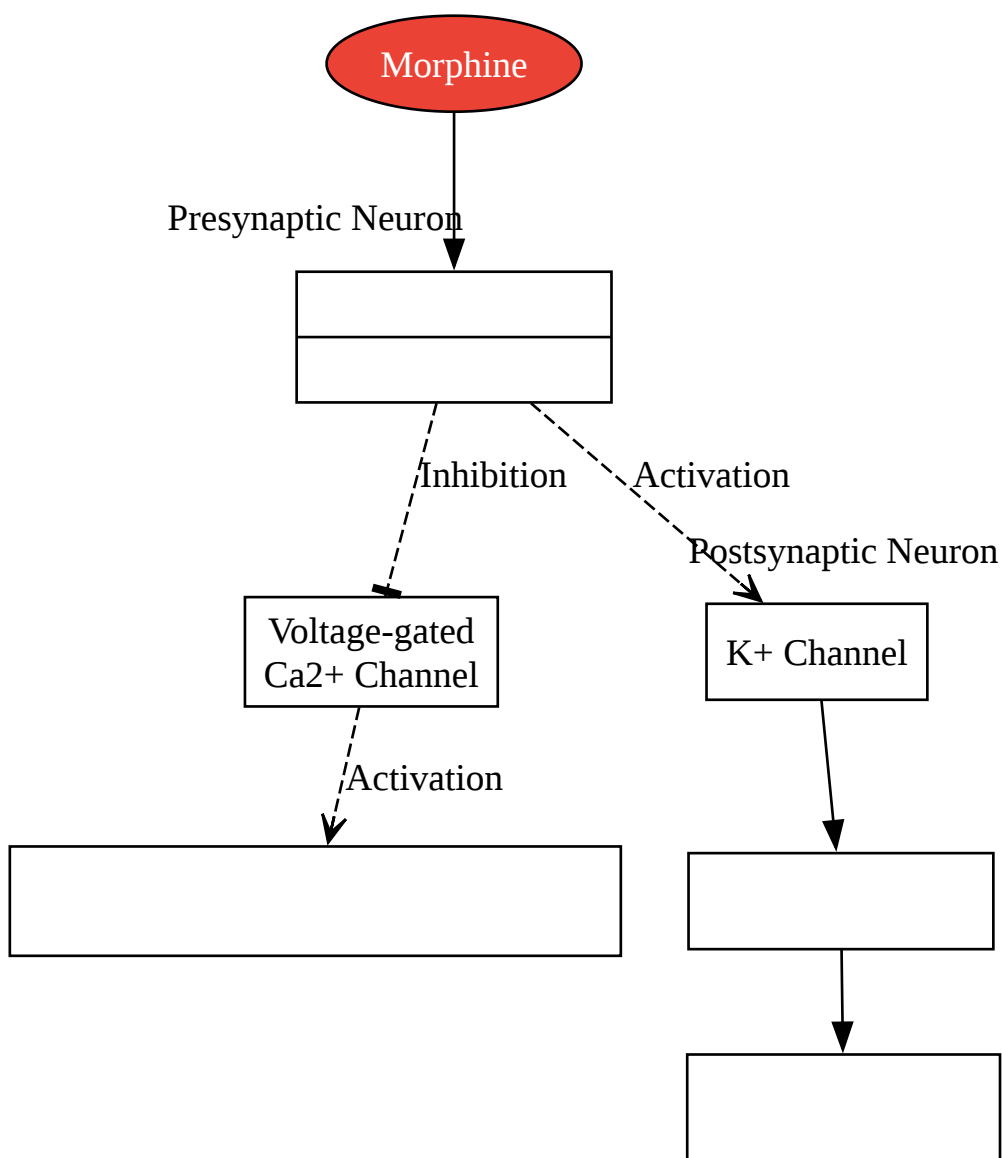 Morphine
Presynaptic Neuron
Inhibition
Activation
Postsynaptic Neuron
Voltage-gated
Ca2+ Channel
K+ Channel
Activation